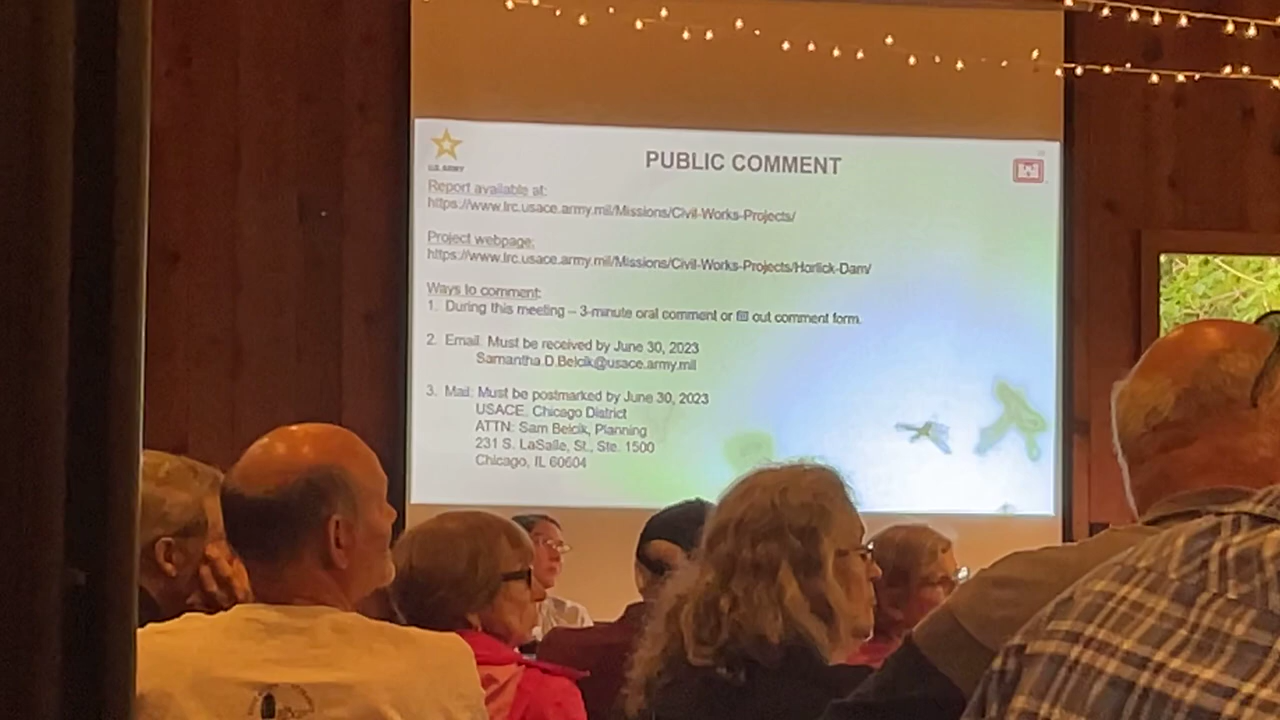 U.S. ARMY
PUBLIC COMMENT
Report available at:
https://www.lrc.usace.army.mil/Missions/Civil-Works-Projects/
Project webpage:
https://www.lrc.usace.army.mil/Missions/Civil-Works-Projects/Horlick-Dam/
Ways to comment:
1. During this meeting – 3-minute oral comment or fill out comment form.
2. Email: Must be received by June 30, 2023
Samantha.D.Belcik@usace.army.mil
3. Mail: Must be postmarked by June 30, 2023
USACE, Chicago District
ATTN: Sam Belcik, Planning
231 S. LaSalle, St., Ste. 1500
Chicago, IL 60604